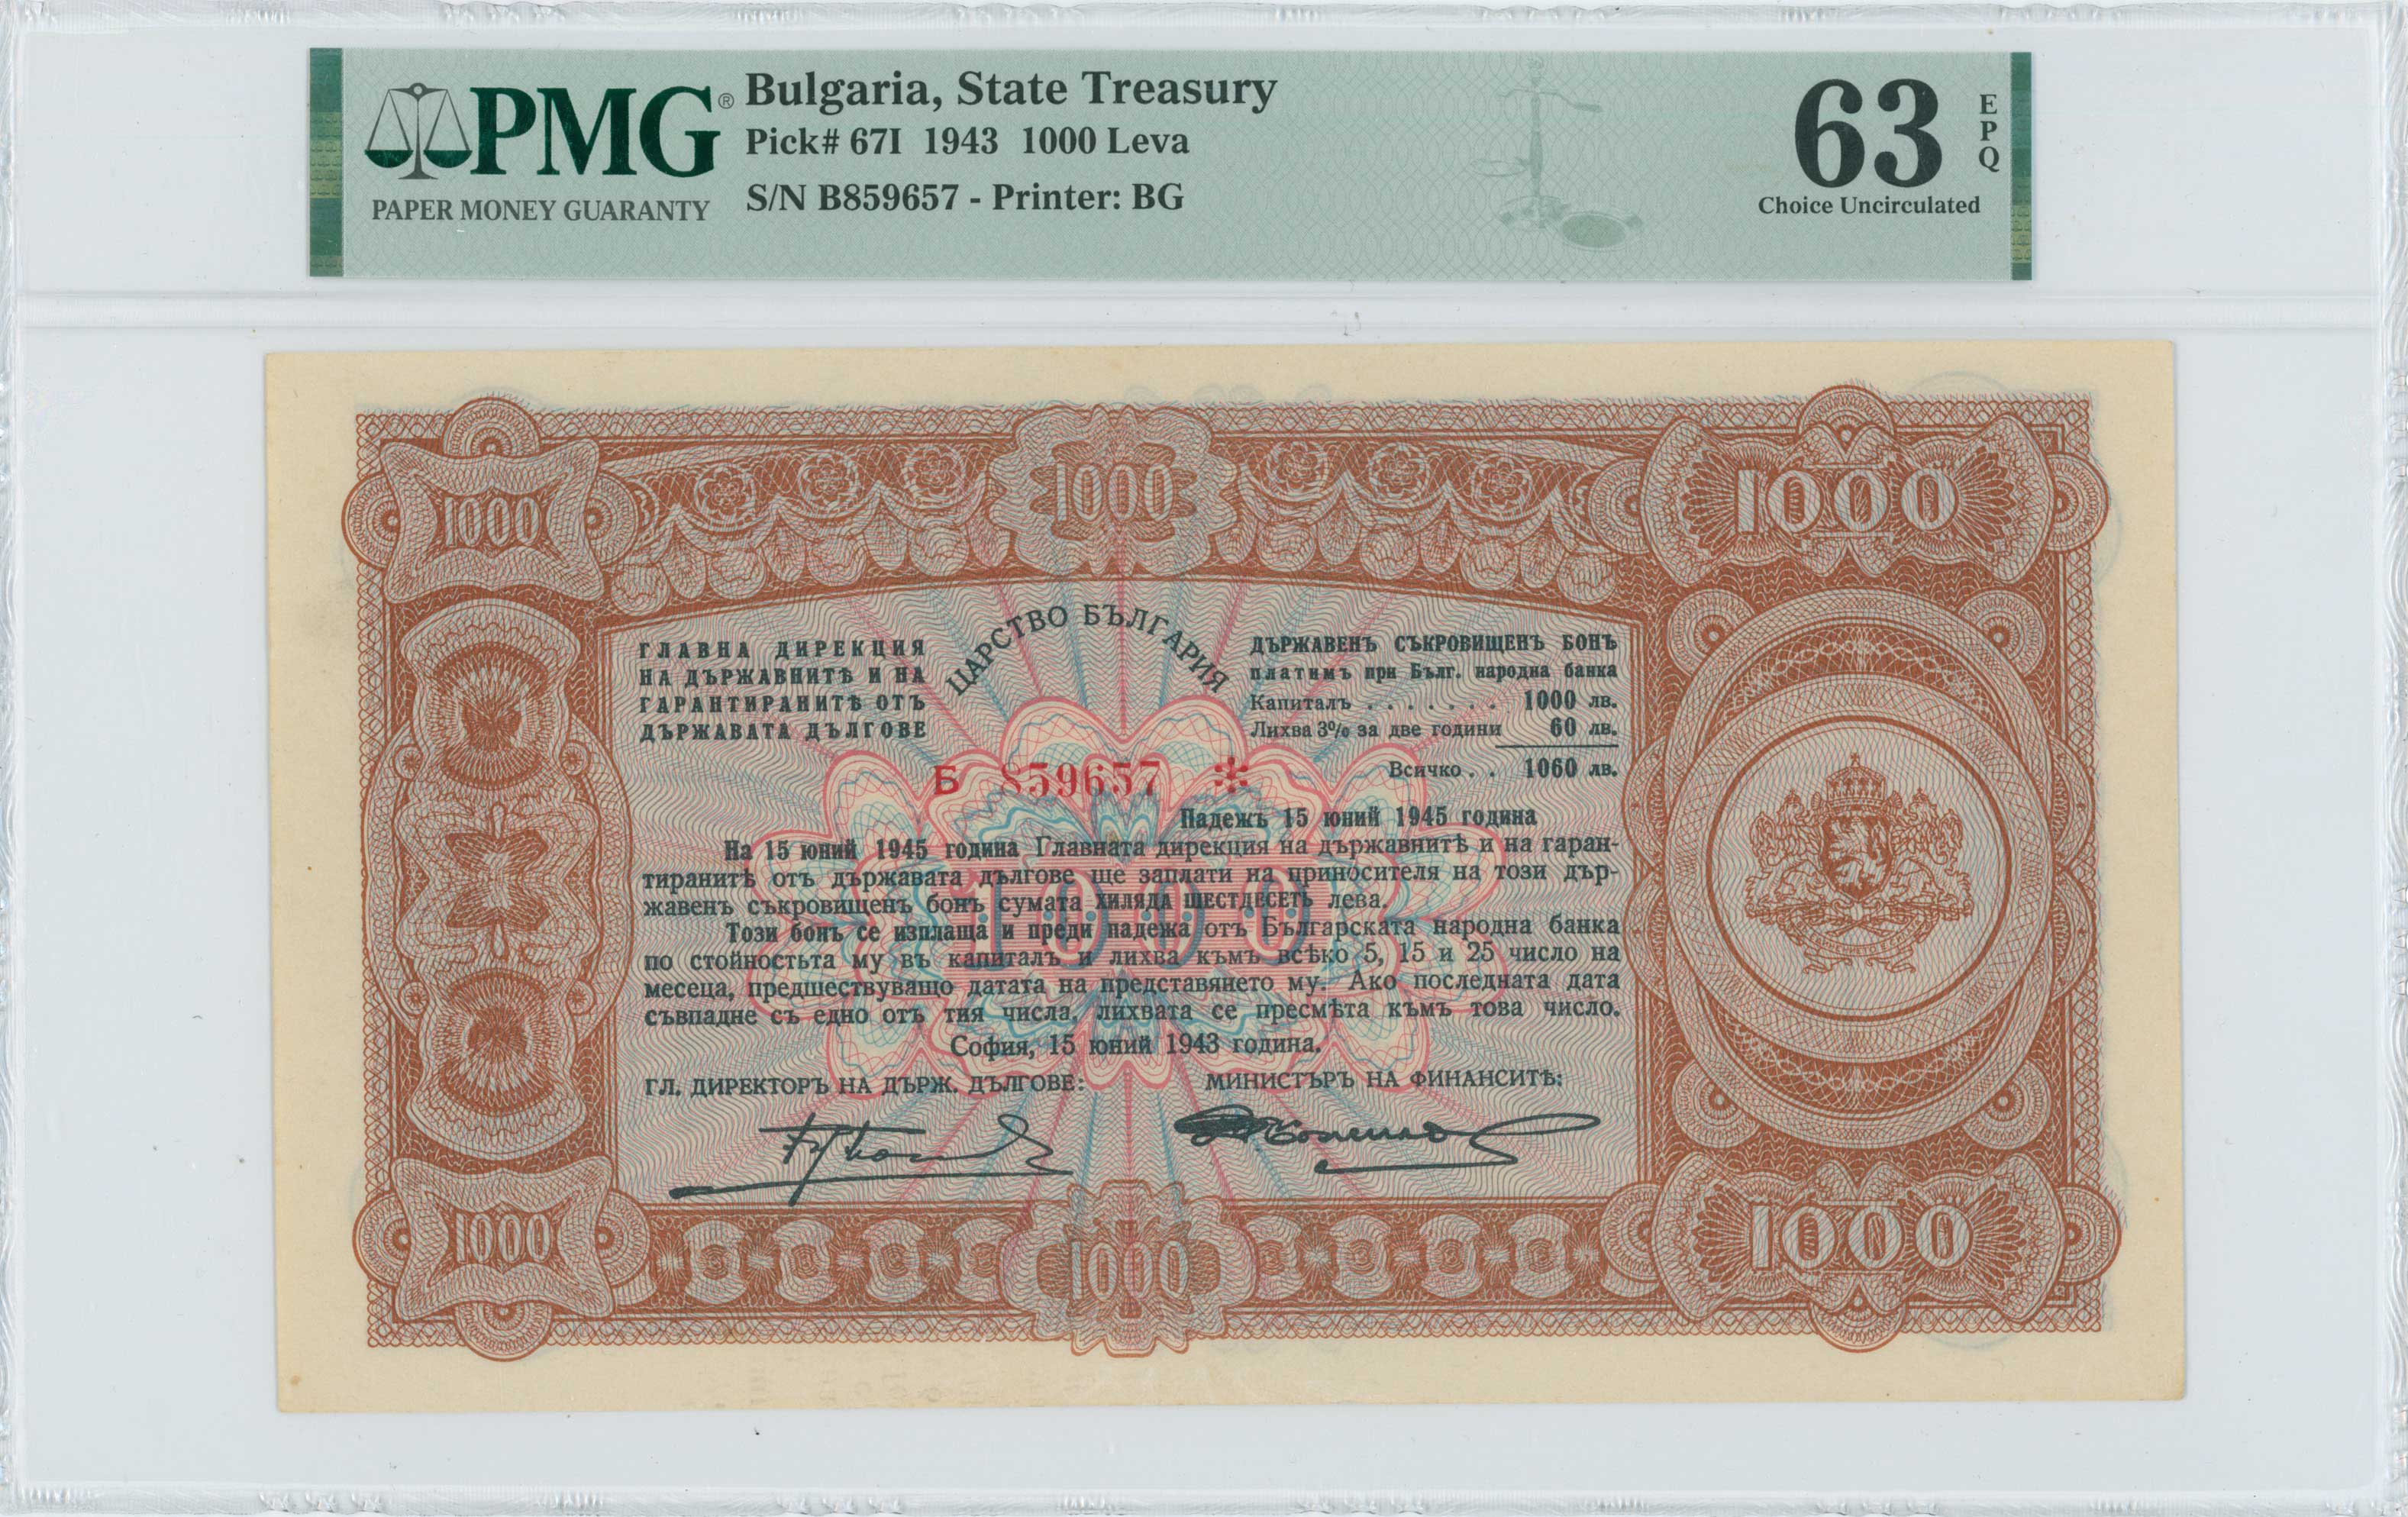 PMG®
PAPER MONEY GUARANTY
Bulgaria, State Treasury
Pick# 67I 1943 1000 Leva
S/N B859657 - Printer: BG
63
EPQ
Choice Uncirculated
1000
1000
1000
ЦАРСТВО БЪЛГАРИЯ
ГЛАВНА ДИРЕКЦИЯ
НА ДЪРЖАВНИТѢ И НА
ГАРАНТИРАНИТѢ ОТЪ
ДЪРЖАВАТА ДЪЛГОВЕ
ДЪРЖАВЕНЪ СЪКРОВИЩЕНЪ БОНЪ
платимъ при Бълг. народна банка
Капиталъ . . . . . . . 1000 лв.
Лихва 3% за две години 60 лв.
Всичко . . 1060 лв.
Б 859657 *
Падежъ 15 юний 1945 година
На 15 юний 1945 година Главната дирекция на държавнитѣ и на гаран-
тиранитѣ отъ държавата дългове ще заплати на приносителя на този дър-
жавенъ съкровищенъ бонъ сумата ХИЛЯДА ШЕСТДЕСЕТЬ лева.
Този бонъ се изплаща и преди падежа отъ Българската народна банка
по стойностьта му въ капиталъ и лихва къмъ всѣко 5, 15 и 25 число на
месеца, предшествуващо датата на представянето му. Ако последната дата
съвпадне съ едно отъ тия числа, лихвата се пресмѣта къмъ това число.
1000
София, 15 юний 1943 година.
ГЛ. ДИРЕКТОРЪ НА ДЪРЖ. ДЪЛГОВЕ:
МИНИСТЪРЪ НА ФИНАНСИТѢ:
1000
1000
1000